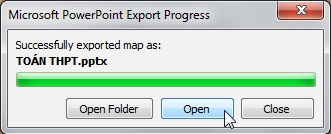 Microsoft PowerPoint Export Progress
Successfully exported map as:
TOÁN THPT.pptx
Open Folder Open Close